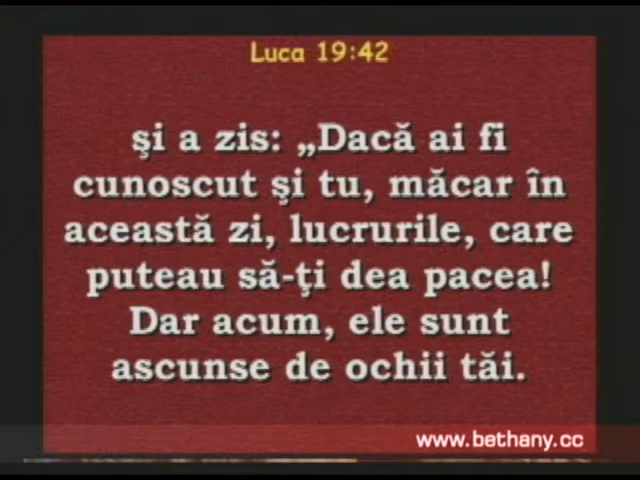 Luca 19:42
şi a zis: „Dacă ai fi
cunoscut şi tu, măcar în
această zi, lucrurile, care
puteau să-ţi dea pacea!
Dar acum, ele sunt
ascunse de ochii tăi.
www.bethany.cc